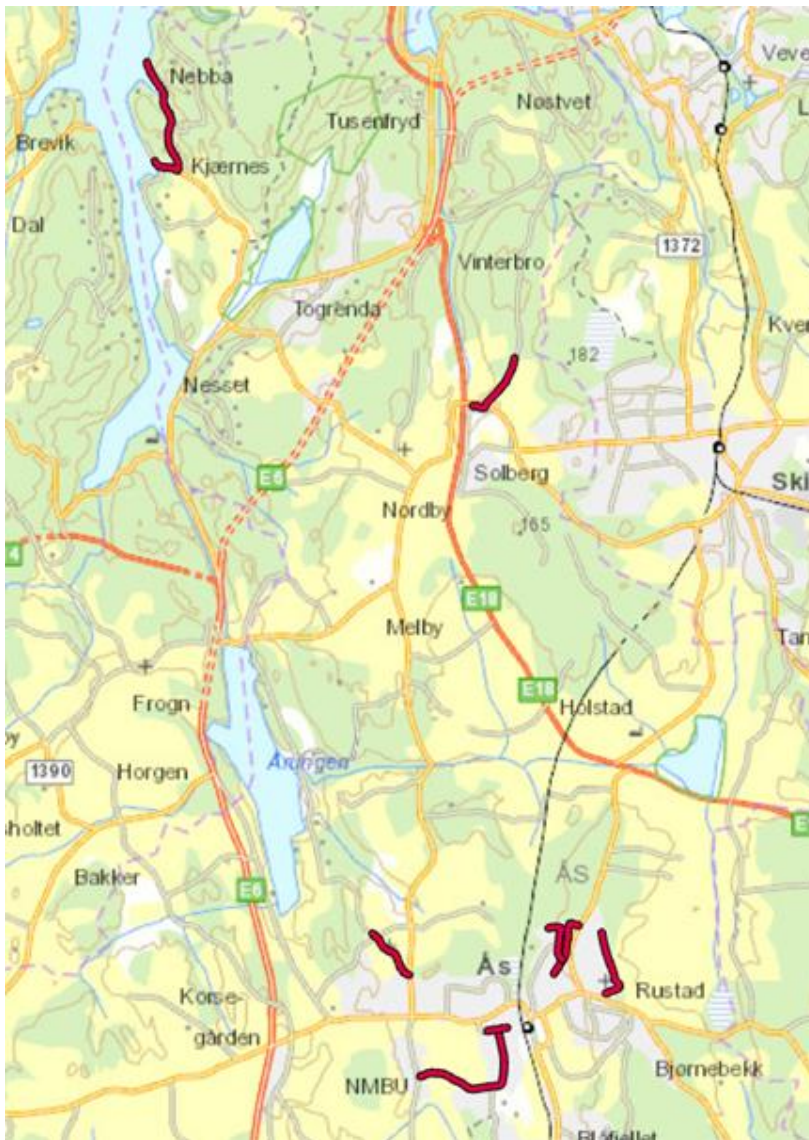 Nebba
Veve
Nøstvet
Tusenfryd
L
Brevik
Kjærnes
Dal
1372
Vinterbro
Togrenda
Kver
182
Nesset
E6
Solberg
Ski
Nordby
165
4
E18
Melby
Tan
E18
Frogn
Holstad
by
Årungen
1390
Horgen
sholtet
E
ÅS
Bakker
E6
Ås
Rustad
Korse-
gården
NMBU
Bjørnebekk